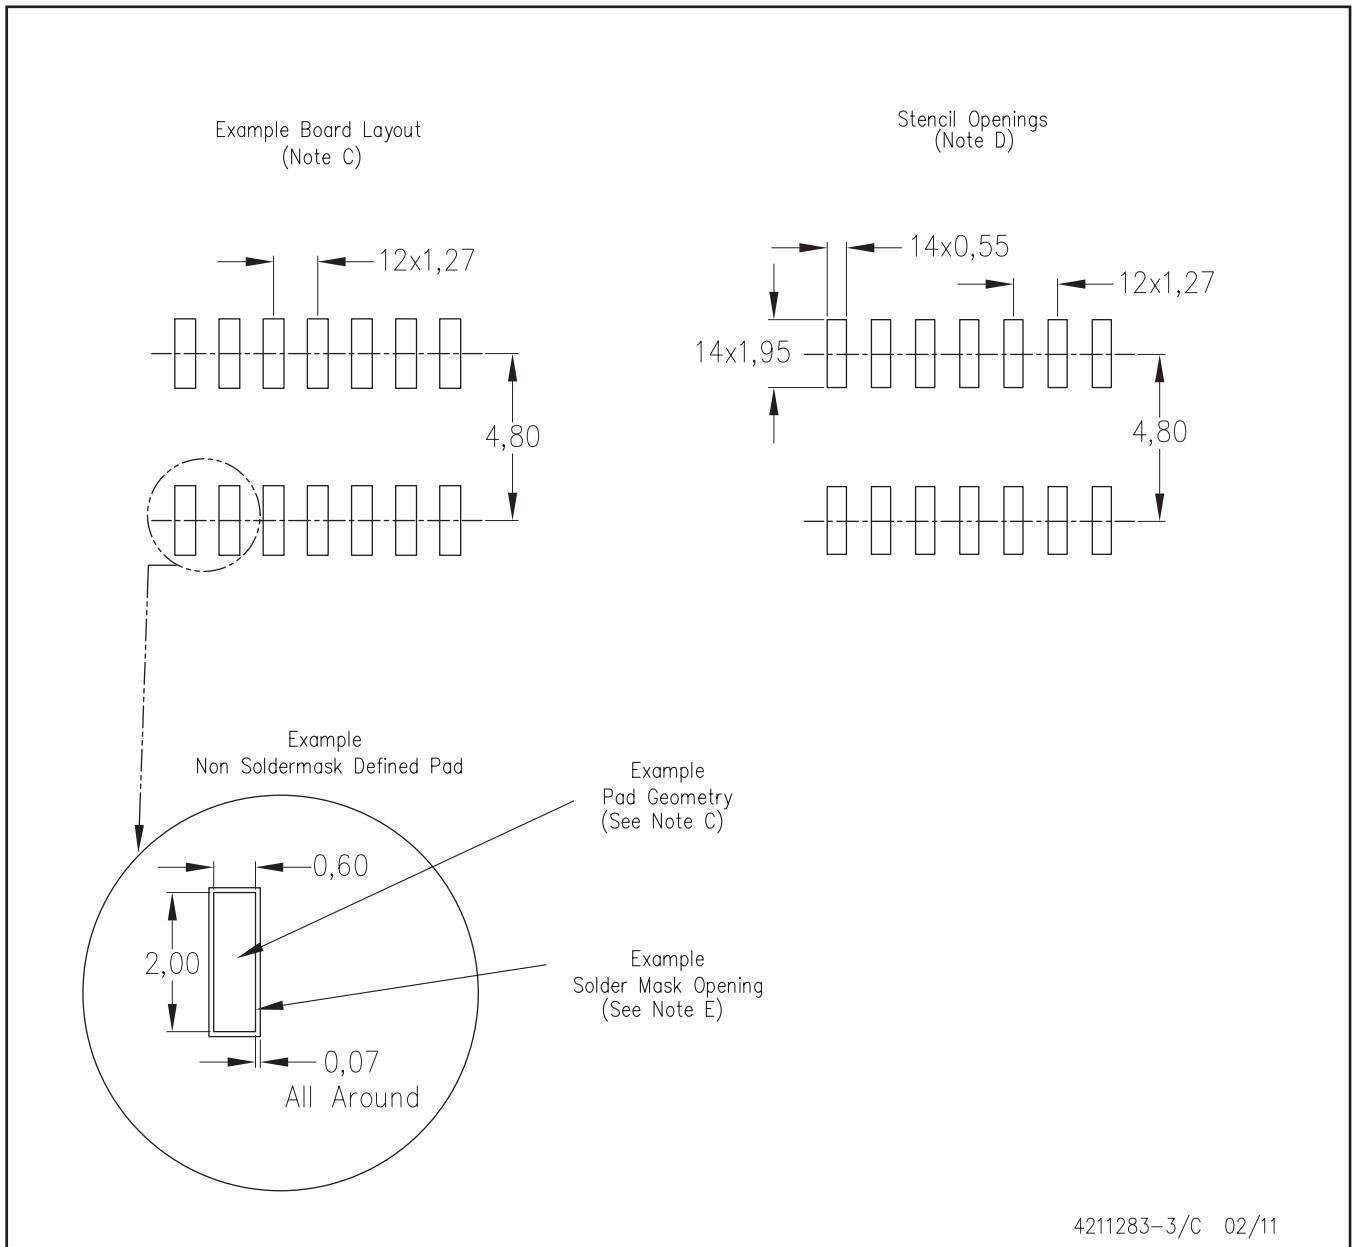 Example Board Layout
(Note C)
Stencil Openings
(Note D)
12x1,27
14x0,55
12x1,27
14x1,95
4,80
4,80
Example
Non Soldermask Defined Pad
Example
Pad Geometry
(See Note C)
0,60
2,00
Example
Solder Mask Opening
(See Note E)
0,07
All Around
4211283-3/C 02/11